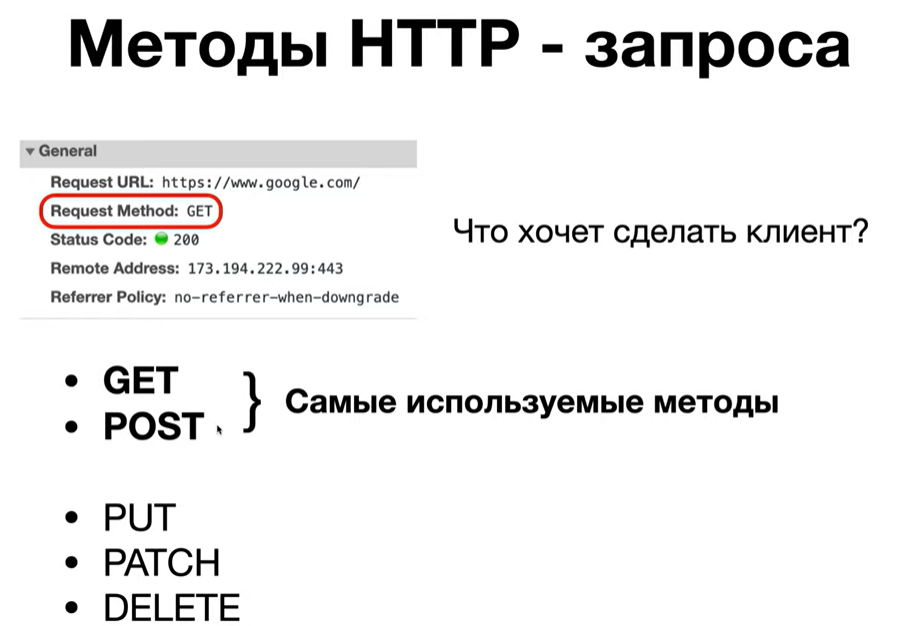 Методы HTTP - запроса
General
Request URL: https://www.google.com/
Request Method: GET
Status Code: 200
Remote Address: 173.194.222.99:443
Referrer Policy: no-referrer-when-downgrade
Что хочет сделать клиент?
• GET
• POST
} Самые используемые методы
• PUT
• PATCH
• DELETE